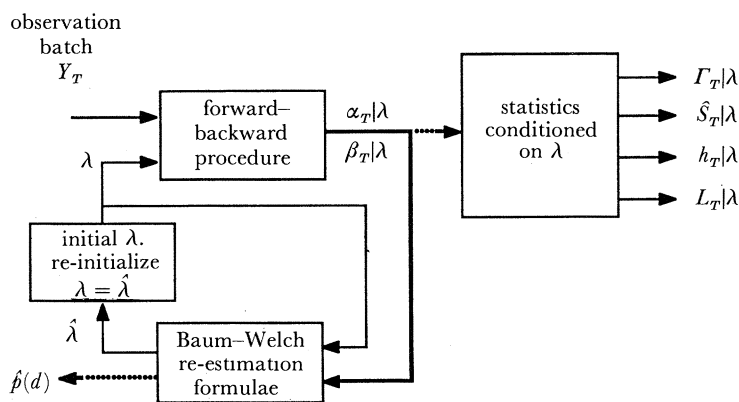 observation
batch
Y_T
forward–
backward
procedure
α_T|λ
β_T|λ
statistics
conditioned
on λ
Γ_T|λ
Ŝ_T|λ
h_T|λ
L_T|λ
λ
initial λ.
re-initialize
λ = λ̂
λ̂
Baum–Welch
re-estimation
formulae
p̂(d)